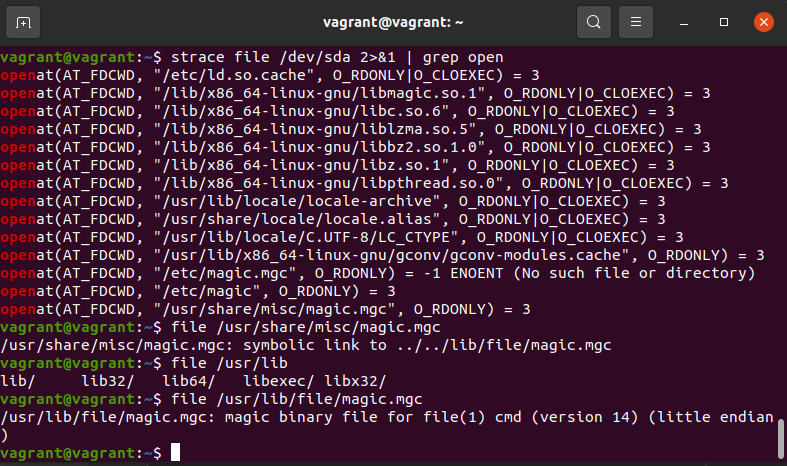 vagrant@vagrant: ~
vagrant@vagrant:~$ strace file /dev/sda 2>&1 | grep open
openat(AT_FDCWD, "/etc/ld.so.cache", O_RDONLY|O_CLOEXEC) = 3
openat(AT_FDCWD, "/lib/x86_64-linux-gnu/libmagic.so.1", O_RDONLY|O_CLOEXEC) = 3
openat(AT_FDCWD, "/lib/x86_64-linux-gnu/libc.so.6", O_RDONLY|O_CLOEXEC) = 3
openat(AT_FDCWD, "/lib/x86_64-linux-gnu/liblzma.so.5", O_RDONLY|O_CLOEXEC) = 3
openat(AT_FDCWD, "/lib/x86_64-linux-gnu/libbz2.so.1.0", O_RDONLY|O_CLOEXEC) = 3
openat(AT_FDCWD, "/lib/x86_64-linux-gnu/libz.so.1", O_RDONLY|O_CLOEXEC) = 3
openat(AT_FDCWD, "/lib/x86_64-linux-gnu/libpthread.so.0", O_RDONLY|O_CLOEXEC) = 3
openat(AT_FDCWD, "/usr/lib/locale/locale-archive", O_RDONLY|O_CLOEXEC) = 3
openat(AT_FDCWD, "/usr/share/locale/locale.alias", O_RDONLY|O_CLOEXEC) = 3
openat(AT_FDCWD, "/usr/lib/locale/C.UTF-8/LC_CTYPE", O_RDONLY|O_CLOEXEC) = 3
openat(AT_FDCWD, "/usr/lib/x86_64-linux-gnu/gconv/gconv-modules.cache", O_RDONLY) = 3
openat(AT_FDCWD, "/etc/magic.mgc", O_RDONLY) = -1 ENOENT (No such file or directory)
openat(AT_FDCWD, "/etc/magic", O_RDONLY) = 3
openat(AT_FDCWD, "/usr/share/misc/magic.mgc", O_RDONLY) = 3
vagrant@vagrant:~$ file /usr/share/misc/magic.mgc
/usr/share/misc/magic.mgc: symbolic link to ../../lib/file/magic.mgc
vagrant@vagrant:~$ file /usr/lib
lib/     lib32/   lib64/   libexec/ libx32/
vagrant@vagrant:~$ file /usr/lib/file/magic.mgc
/usr/lib/file/magic.mgc: magic binary file for file(1) cmd (version 14) (little endian
)
vagrant@vagrant:~$